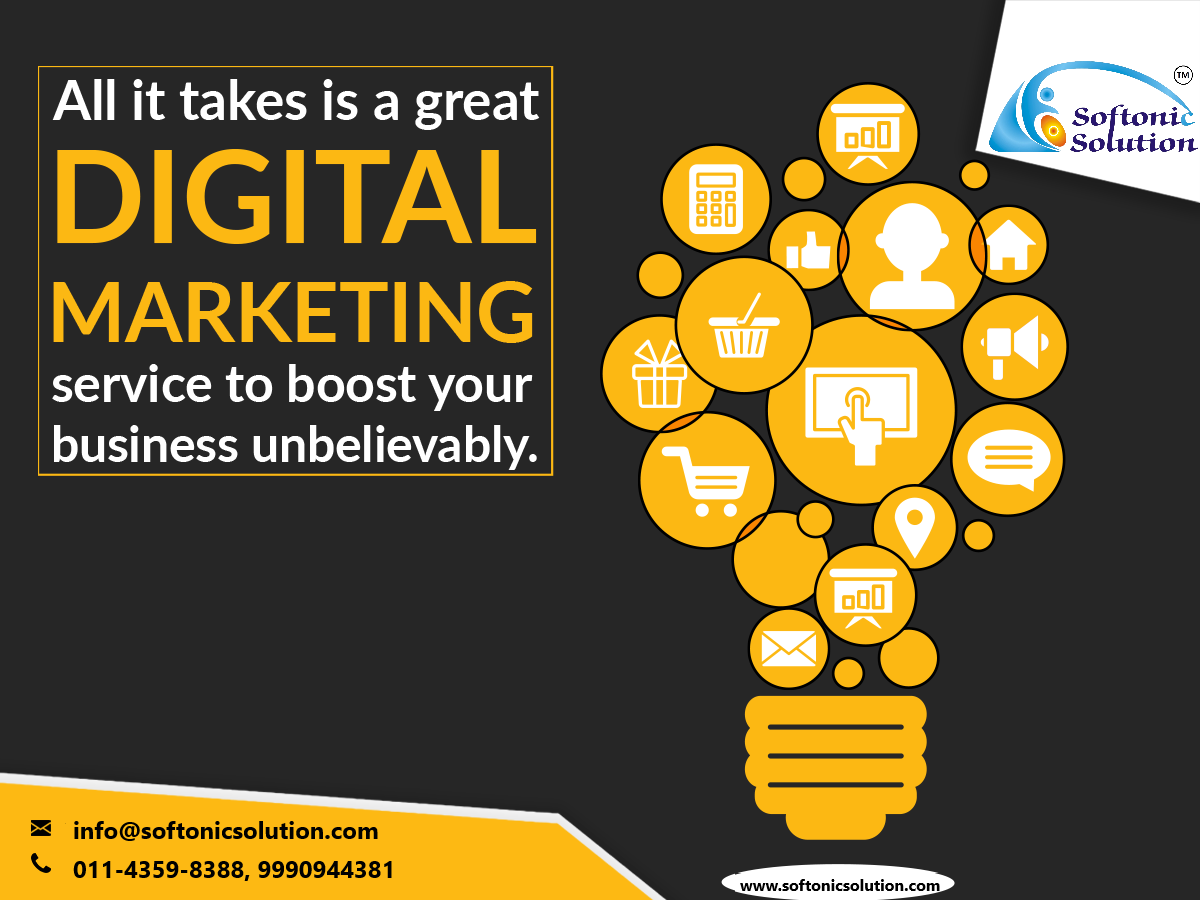 All it takes is a great
DIGITAL
MARKETING
service to boost your
business unbelievably.
TM
Softonic
Solution
info@softonicsolution.com
011-4359-8388, 9990944381
www.softonicsolution.com